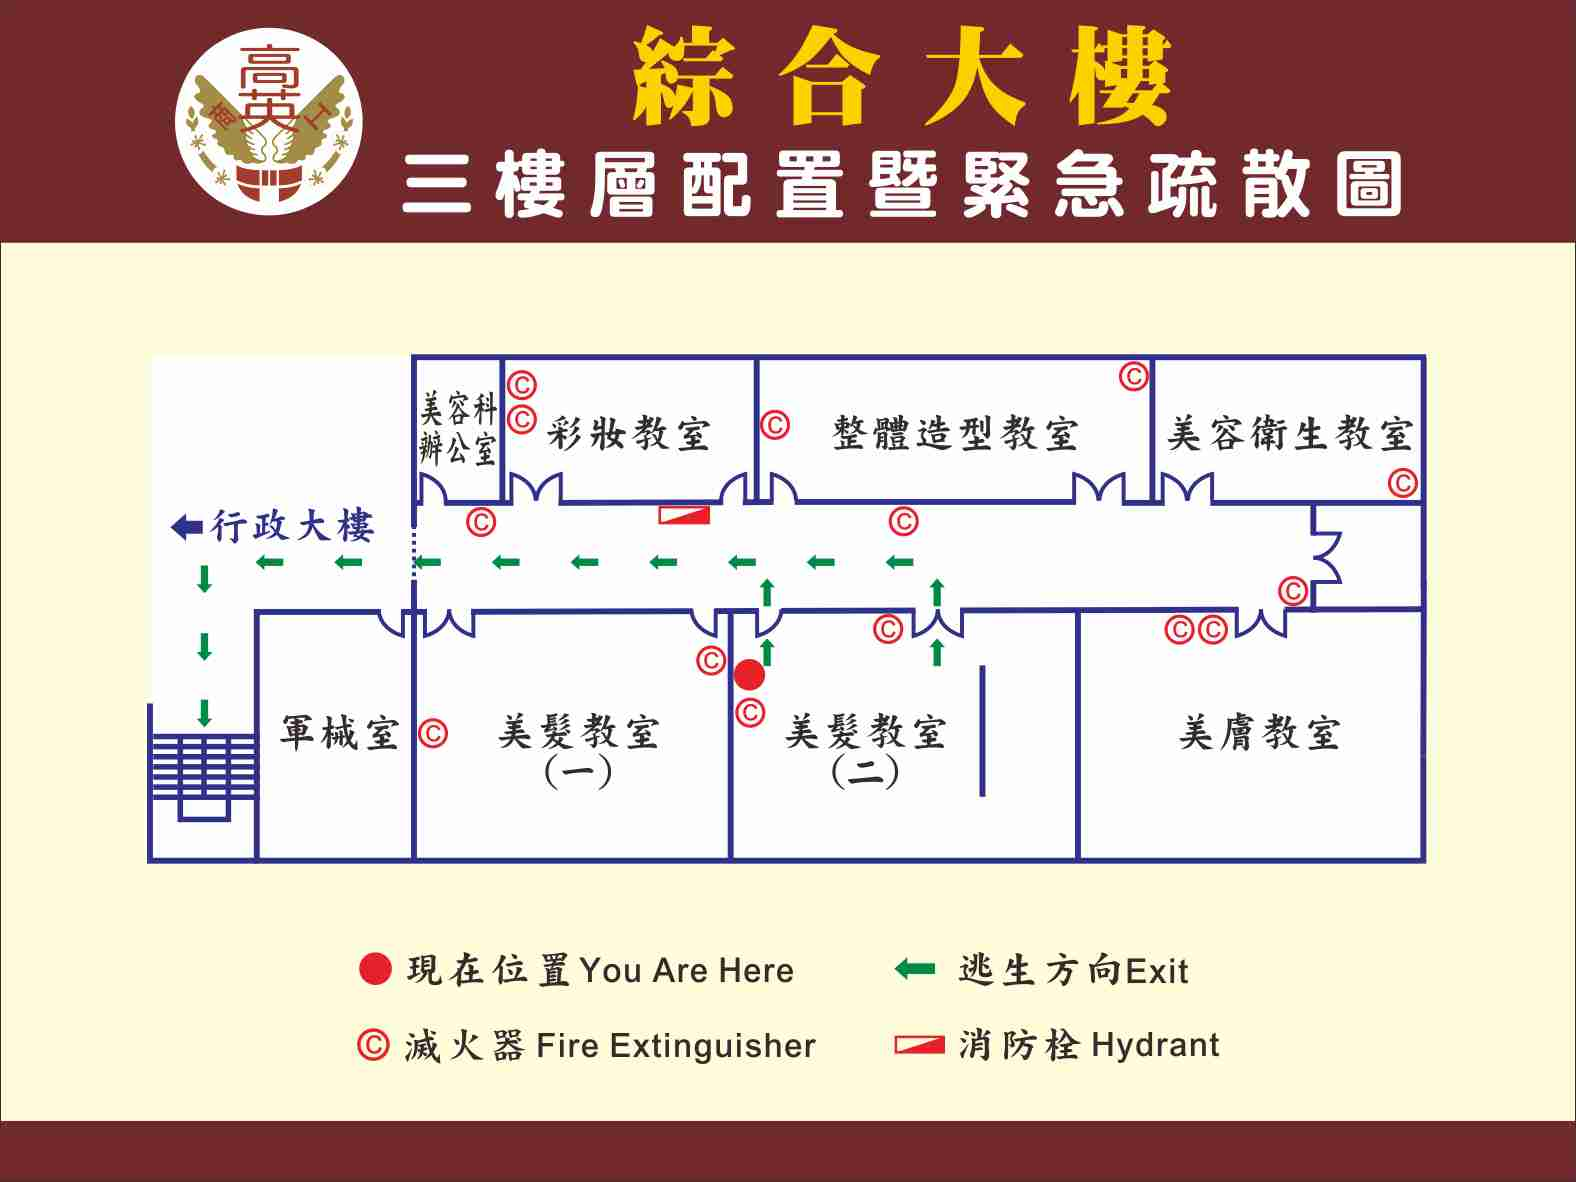 高英
商工
綜合大樓
三樓層配置暨緊急疏散圖
美容科
辦公室
彩妝教室
整體造型教室
美容衛生教室
行政大樓
軍械室
美髮教室
(一)
美髮教室
(二)
美膚教室
現在位置 You Are Here
逃生方向 Exit
滅火器 Fire Extinguisher
消防栓 Hydrant